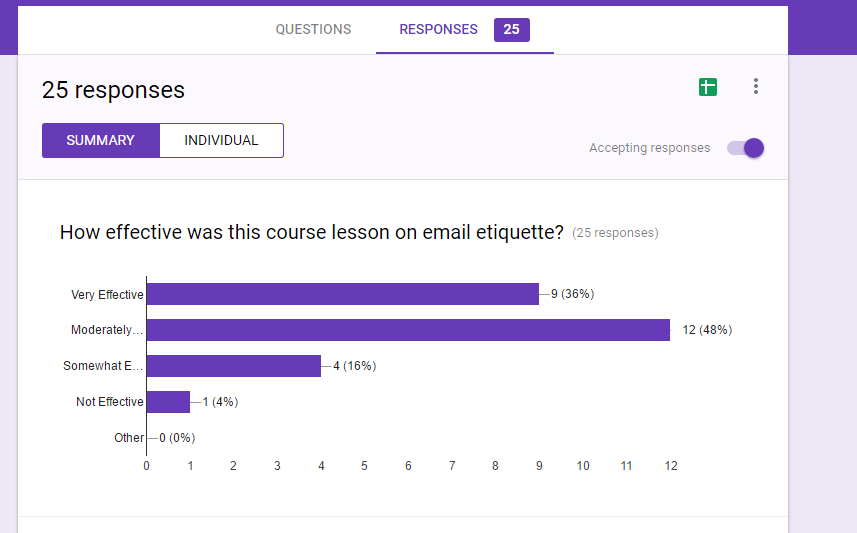 QUESTIONS RESPONSES 25
25 responses
SUMMARY INDIVIDUAL
Accepting responses
How effective was this course lesson on email etiquette? (25 responses)
Very Effective 9 (36%)
Moderately... 12 (48%)
Somewhat E... 4 (16%)
Not Effective 1 (4%)
Other 0 (0%)
0 1 2 3 4 5 6 7 8 9 10 11 12